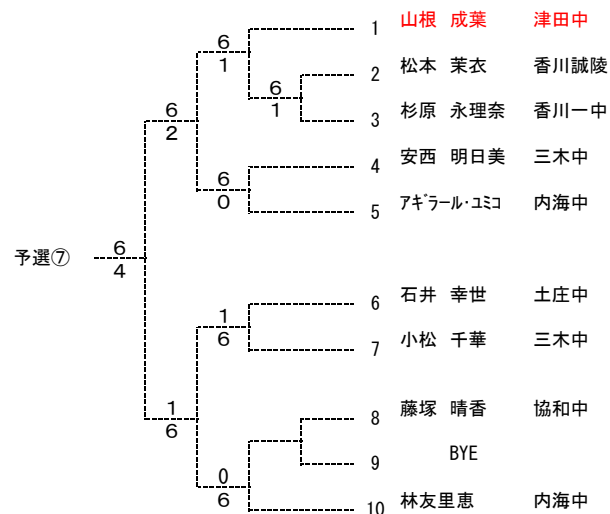 1 山根 成葉 津田中
6
1
2 松本 茉衣 香川誠陵
6
1
3 杉原 永理奈 香川一中
6
2
4 安西 明日美 三木中
6
0
5 アギラール・ユミコ 内海中
予選⑦
6
4
6 石井 幸世 土庄中
1
6
7 小松 千華 三木中
1
6
8 藤塚 晴香 協和中
9 BYE
0
6
10 林友里恵 内海中